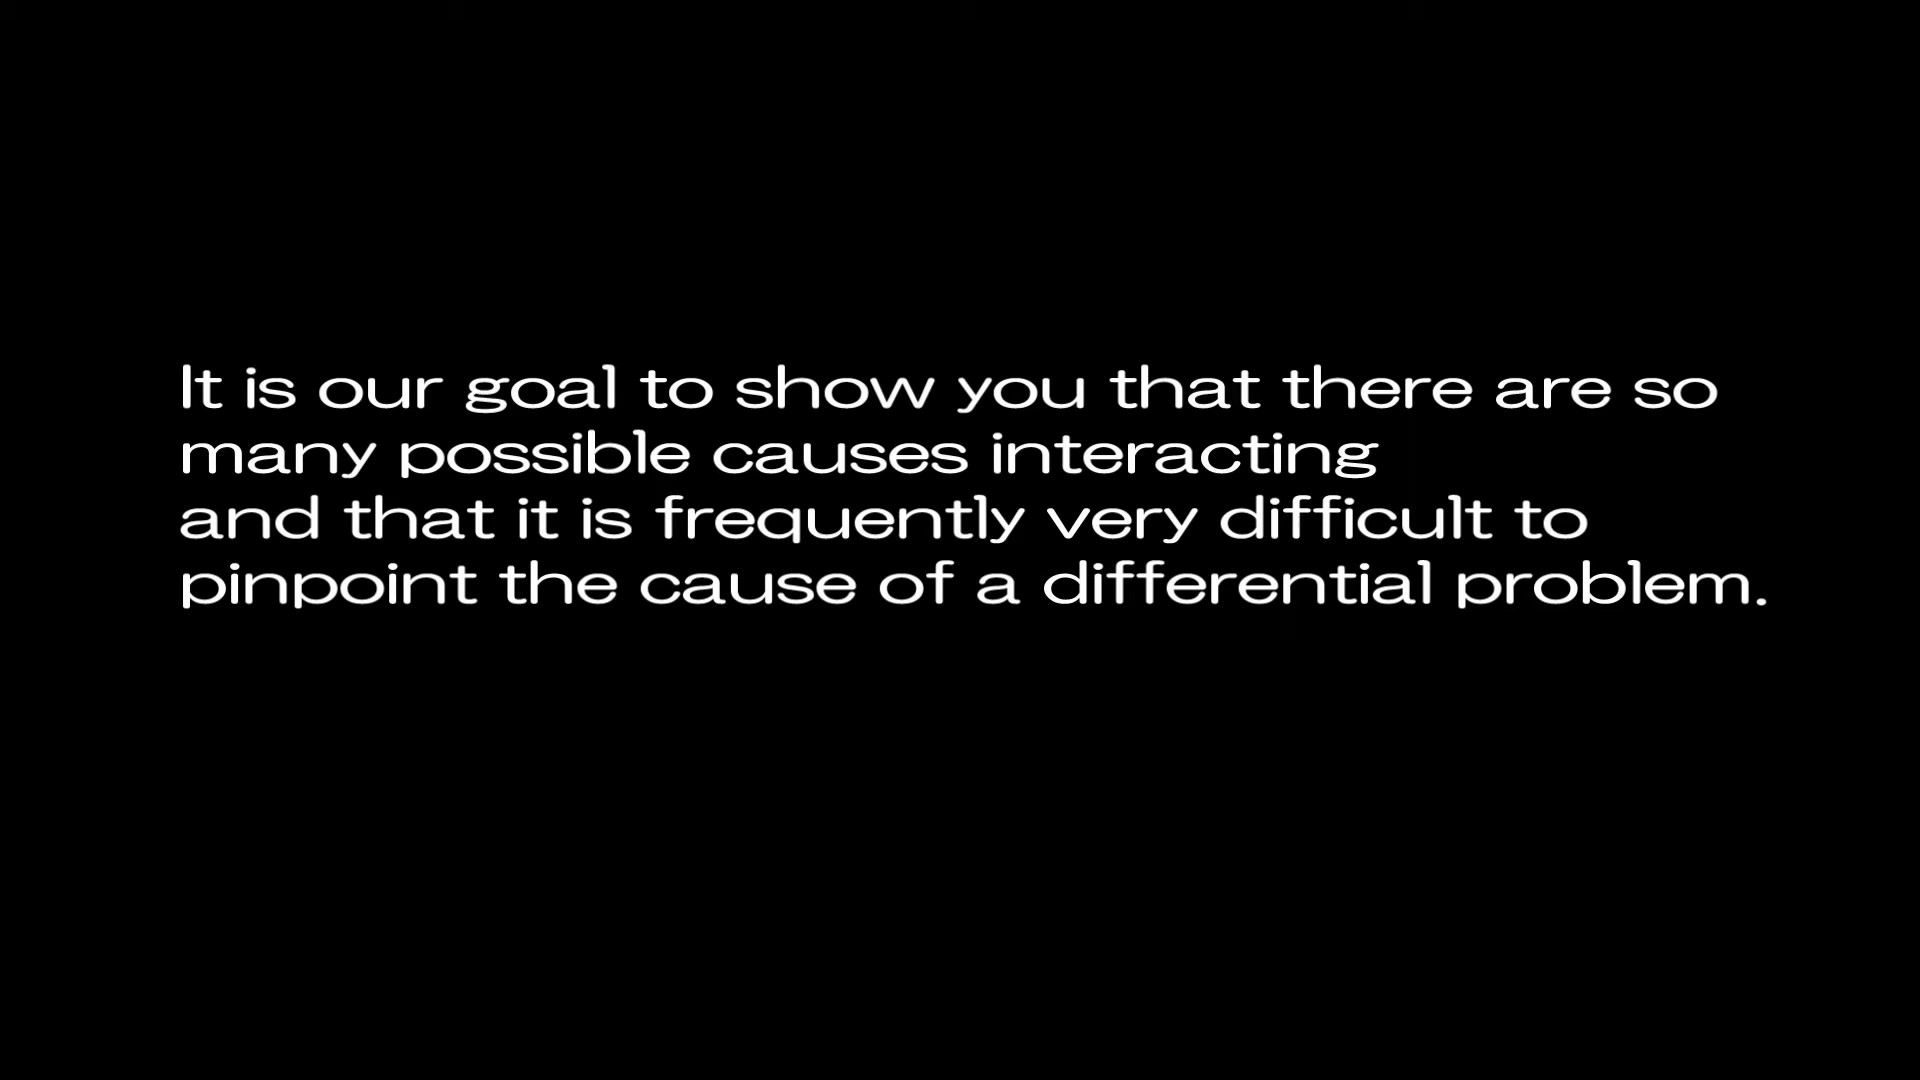 It is our goal to show you that there are so
many possible causes interacting
and that it is frequently very difficult to
pinpoint the cause of a differential problem.